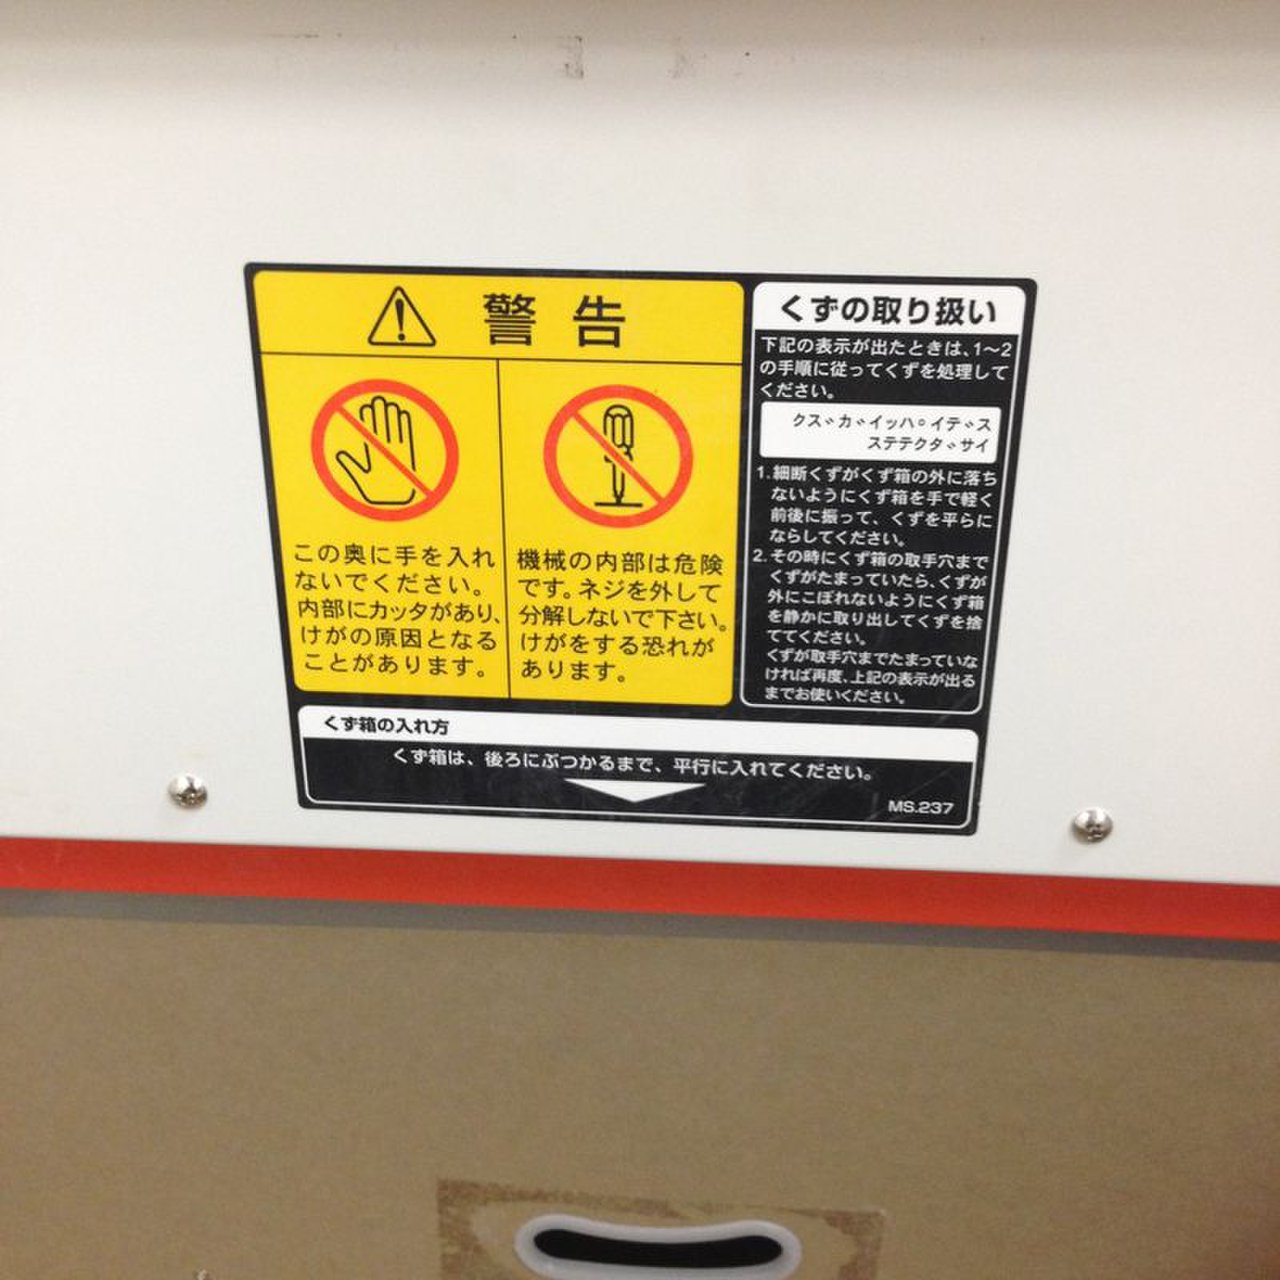 警告
この奥に手を入れ
ないでください。
内部にカッタがあり、
けがの原因となる
ことがあります。
機械の内部は危険
です。ネジを外して
分解しないで下さい。
けがをする恐れが
あります。
くずの取り扱い
下記の表示が出たときは、1〜2
の手順に従ってくずを処理して
ください。
クス゛カ゛イッハ゜イテ゛ス
ステテクタ゛サイ
1.細断くずがくず箱の外に落ち
ないようにくず箱を手で軽く
前後に振って、くずを平らに
ならしてください。
2.その時にくず箱の取手穴まで
くずがたまっていたら、くずが
外にこぼれないようにくず箱
を静かに取り出してくずを捨
ててください。
くずが取手穴までたまっていな
ければ再度、上記の表示が出る
までお使いください。
くず箱の入れ方
くず箱は、後ろにぶつかるまで、平行に入れてください。
MS.237